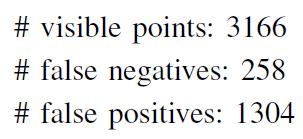 # visible points: 3166
# false negatives: 258
# false positives: 1304